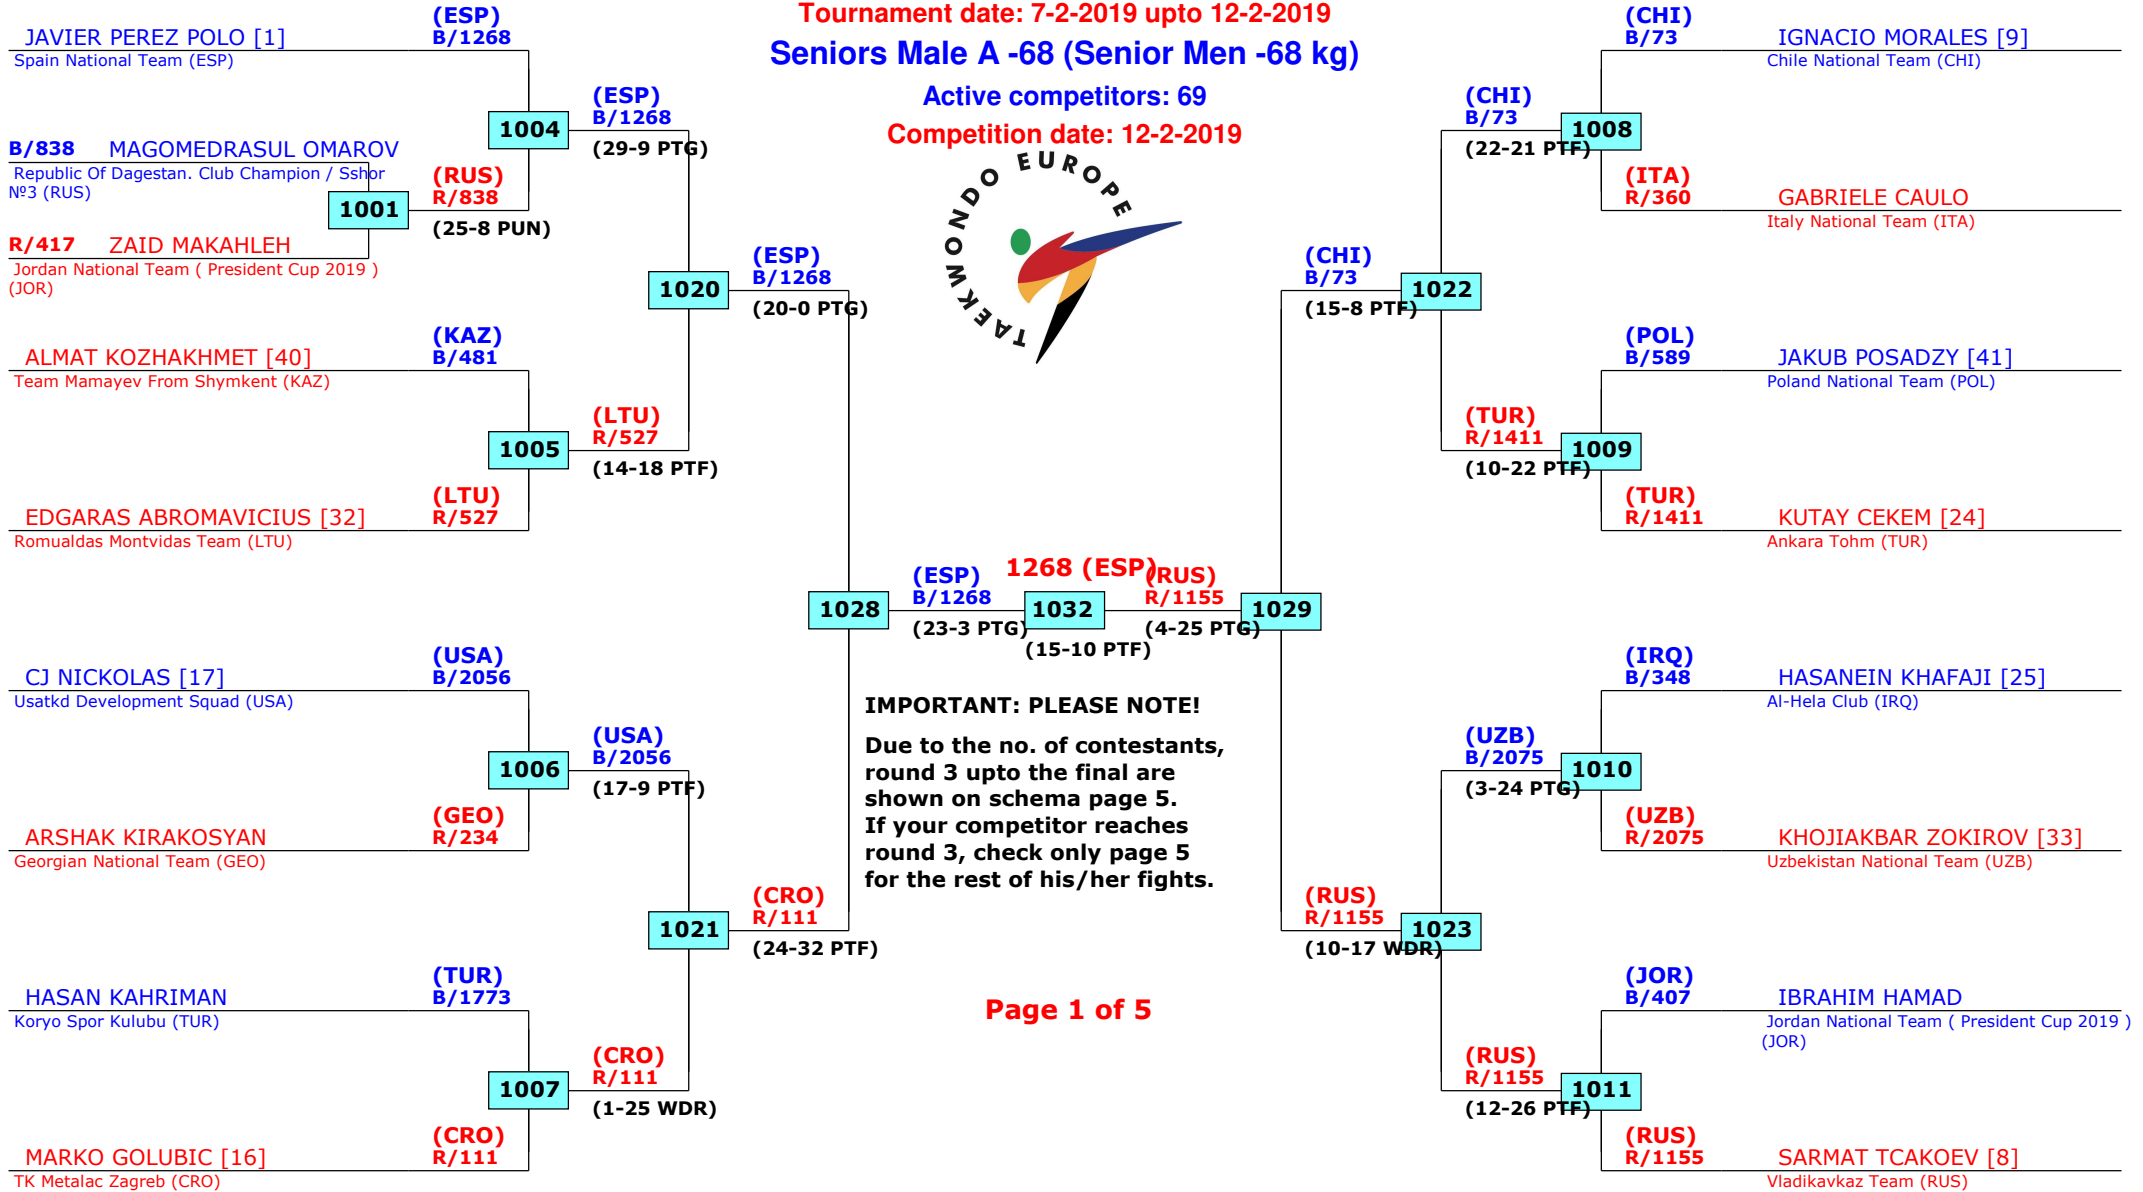 Tournament date: 7-2-2019 upto 12-2-2019
Seniors Male A -68 (Senior Men -68 kg)
Active competitors: 69
Competition date: 12-2-2019
TAEKWONDO EUROPE
JAVIER PEREZ POLO [1]
Spain National Team (ESP)
(ESP)
B/1268
B/838 MAGOMEDRASUL OMAROV
Republic Of Dagestan. Club Champion / Sshor
№3 (RUS)
1001
R/417 ZAID MAKAHLEH
Jordan National Team ( President Cup 2019 )
(JOR)
(RUS)
R/838
(25-8 PUN)
1004
(ESP)
B/1268
(29-9 PTG)
ALMAT KOZHAKHMET [40]
Team Mamayev From Shymkent (KAZ)
(KAZ)
B/481
1005
EDGARAS ABROMAVICIUS [32]
Romualdas Montvidas Team (LTU)
(LTU)
R/527
(LTU)
R/527
(14-18 PTF)
1020
(ESP)
B/1268
(20-0 PTG)
CJ NICKOLAS [17]
Usatkd Development Squad (USA)
(USA)
B/2056
1006
ARSHAK KIRAKOSYAN
Georgian National Team (GEO)
(GEO)
R/234
(USA)
B/2056
(17-9 PTF)
HASAN KAHRIMAN
Koryo Spor Kulubu (TUR)
(TUR)
B/1773
1007
MARKO GOLUBIC [16]
TK Metalac Zagreb (CRO)
(CRO)
R/111
(CRO)
R/111
(1-25 WDR)
1021
(CRO)
R/111
(24-32 PTF)
1028
(ESP)
B/1268
(23-3 PTG)
1268 (ESP)
1032
(15-10 PTF)
(RUS)
R/1155
(4-25 PTG)
1029
IMPORTANT: PLEASE NOTE!
Due to the no. of contestants,
round 3 upto the final are
shown on schema page 5.
If your competitor reaches
round 3, check only page 5
for the rest of his/her fights.
Page 1 of 5
(CHI)
B/73
IGNACIO MORALES [9]
Chile National Team (CHI)
1008
(ITA)
R/360
GABRIELE CAULO
Italy National Team (ITA)
(CHI)
B/73
(22-21 PTF)
(CHI)
B/73
(15-8 PTF)
1022
(POL)
B/589
JAKUB POSADZY [41]
Poland National Team (POL)
1009
(TUR)
R/1411
(10-22 PTF)
(TUR)
R/1411
KUTAY CEKEM [24]
Ankara Tohm (TUR)
(IRQ)
B/348
HASANEIN KHAFAJI [25]
Al-Hela Club (IRQ)
1010
(UZB)
B/2075
(3-24 PTG)
(UZB)
R/2075
KHOJIAKBAR ZOKIROV [33]
Uzbekistan National Team (UZB)
(RUS)
R/1155
(10-17 WDR)
1023
(JOR)
B/407
IBRAHIM HAMAD
Jordan National Team ( President Cup 2019 )
(JOR)
1011
(RUS)
R/1155
(12-26 PTF)
(RUS)
R/1155
SARMAT TCAKOEV [8]
Vladikavkaz Team (RUS)